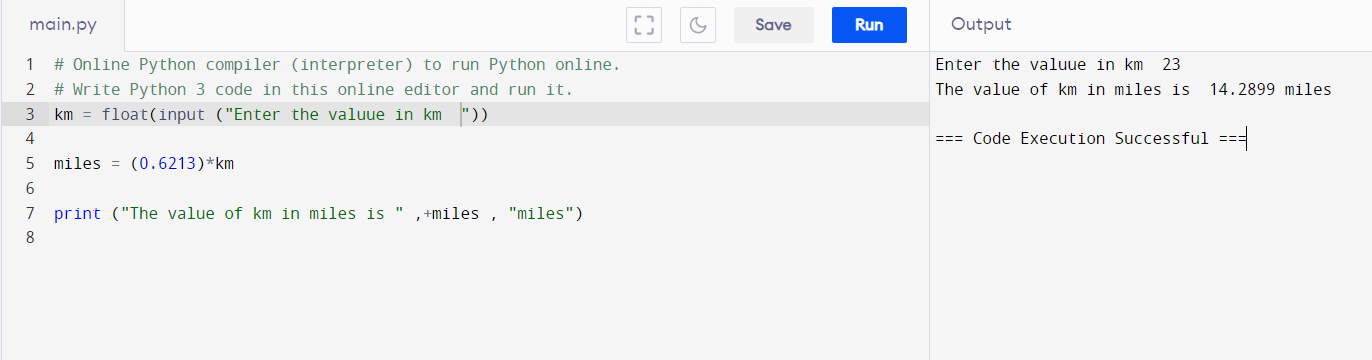 main.py
Save
Run
Output
1 # Online Python compiler (interpreter) to run Python online.
2 # Write Python 3 code in this online editor and run it.
3 km = float(input ("Enter the valuue in km  "))
4
5 miles = (0.6213)*km
6
7 print ("The value of km in miles is " ,+miles , "miles")
8
Enter the valuue in km  23
The value of km in miles is  14.2899 miles
=== Code Execution Successful ===